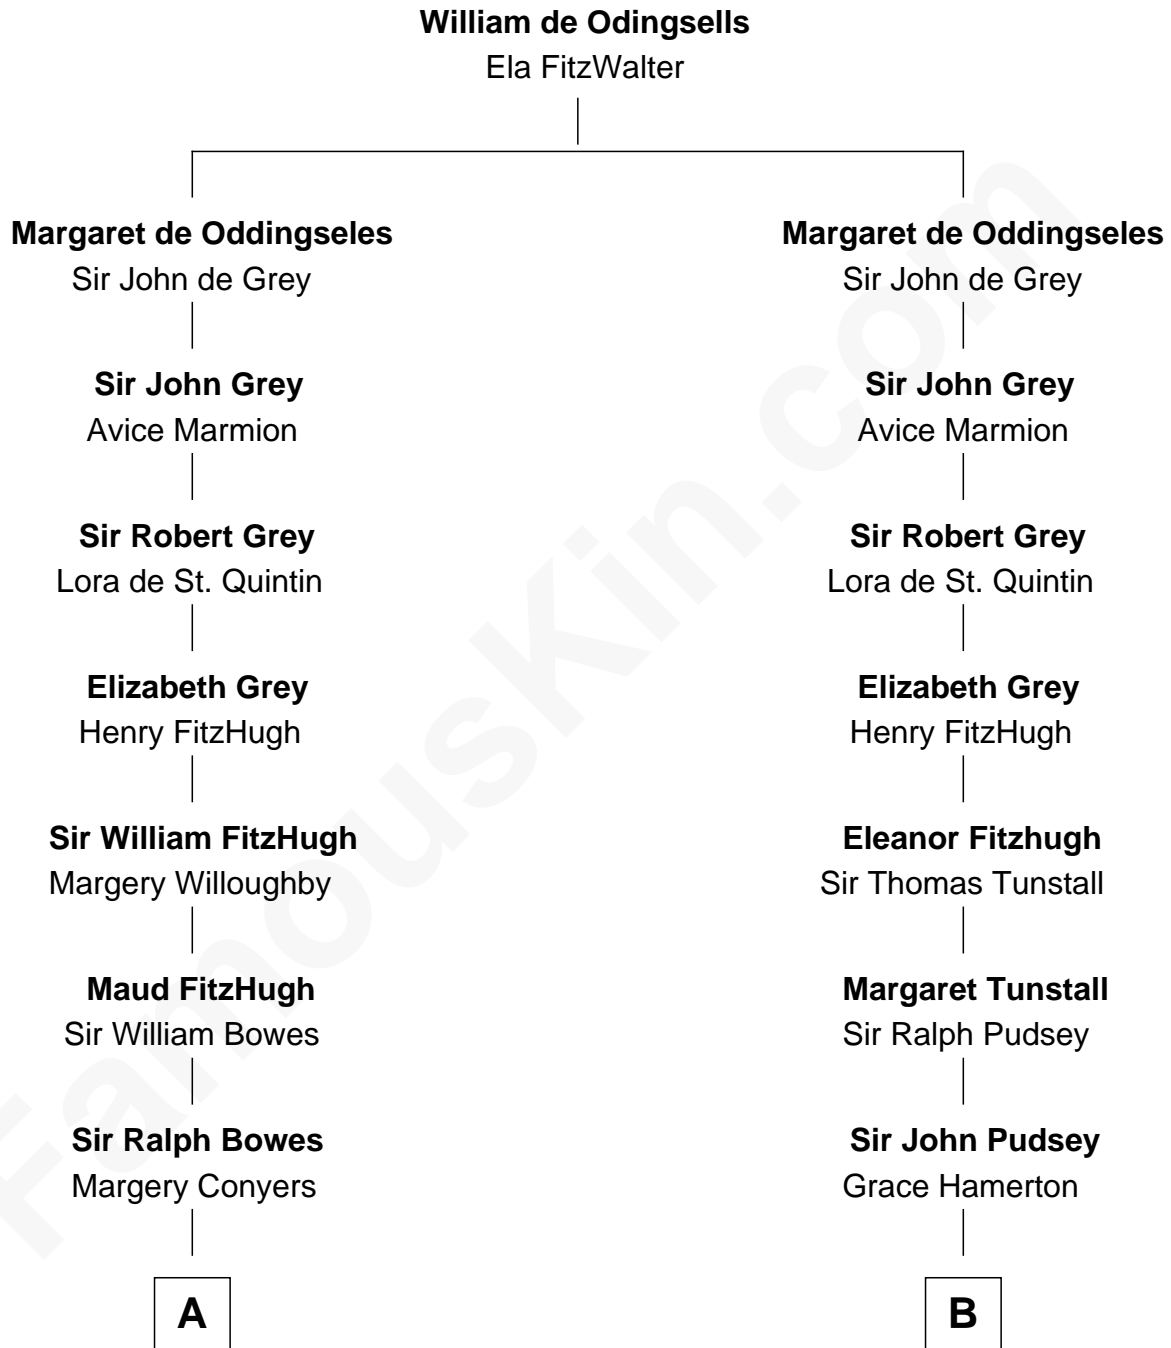 William de Odingsells
Ela FitzWalter
Margaret de Oddingseles
Sir John de Grey
Sir John Grey
Avice Marmion
Sir Robert Grey
Lora de St. Quintin
Elizabeth Grey
Henry FitzHugh
Sir William FitzHugh
Margery Willoughby
Maud FitzHugh
Sir William Bowes
Sir Ralph Bowes
Margery Conyers
A
Margaret de Oddingseles
Sir John de Grey
Sir John Grey
Avice Marmion
Sir Robert Grey
Lora de St. Quintin
Elizabeth Grey
Henry FitzHugh
Eleanor Fitzhugh
Sir Thomas Tunstall
Margaret Tunstall
Sir Ralph Pudsey
Sir John Pudsey
Grace Hamerton
B
FamousKin.com